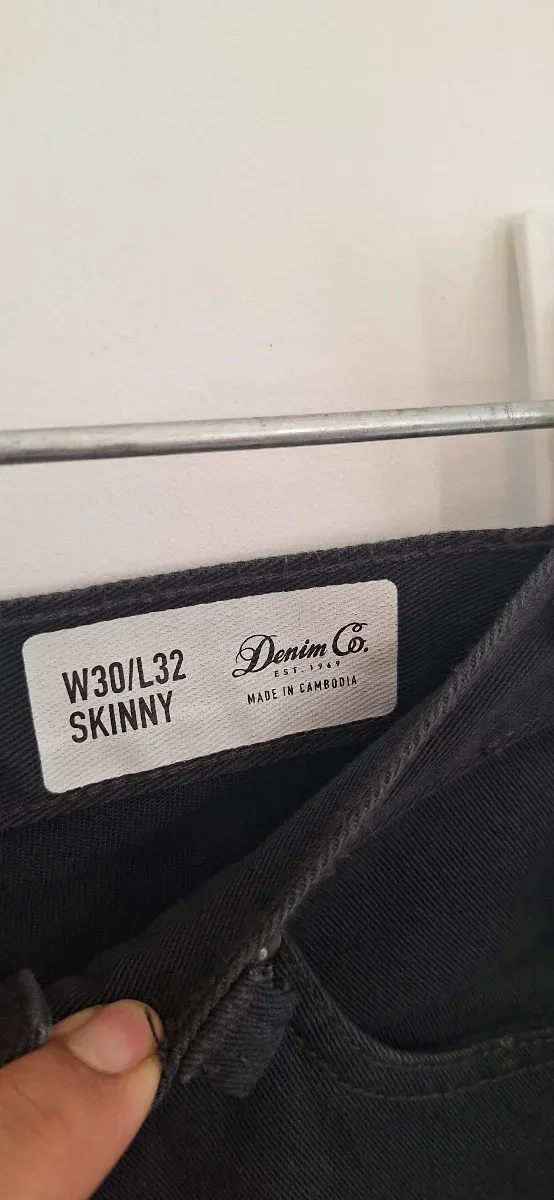 W30/L32
SKINNY
Denim Co.
EST. 1969
MADE IN CAMBODIA